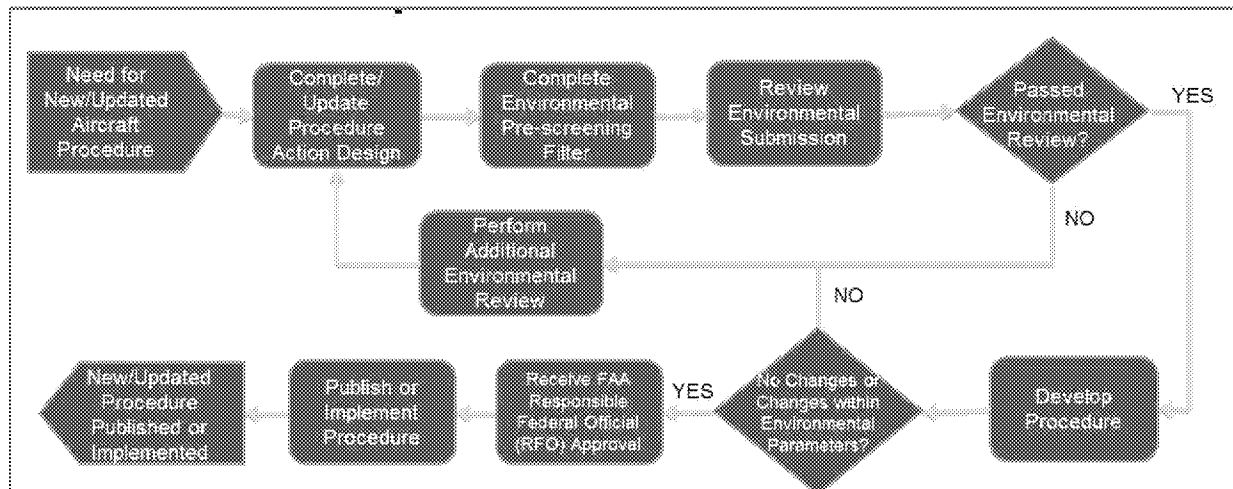 Need for
New/Updated
Aircraft
Procedure
Complete/
Update
Procedure
Action Design
Complete
Environmental
Pre-screening
Filter
Review
Environmental
Submission
Passed
Environmental
Review?
YES
NO
Perform
Additional
Environmental
Review
NO
New/Updated
Procedure
Published or
Implemented
Publish or
Implement
Procedure
Receive FAA
Responsible
Federal Official
(RFO) Approval
YES
No Changes or
Changes within
Environmental
Parameters?
Develop
Procedure